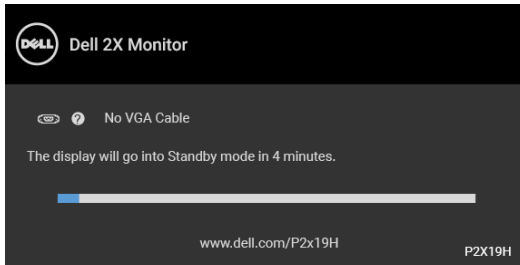 DELL
Dell 2X Monitor
? No VGA Cable
The display will go into Standby mode in 4 minutes.
www.dell.com/P2x19H
P2X19H